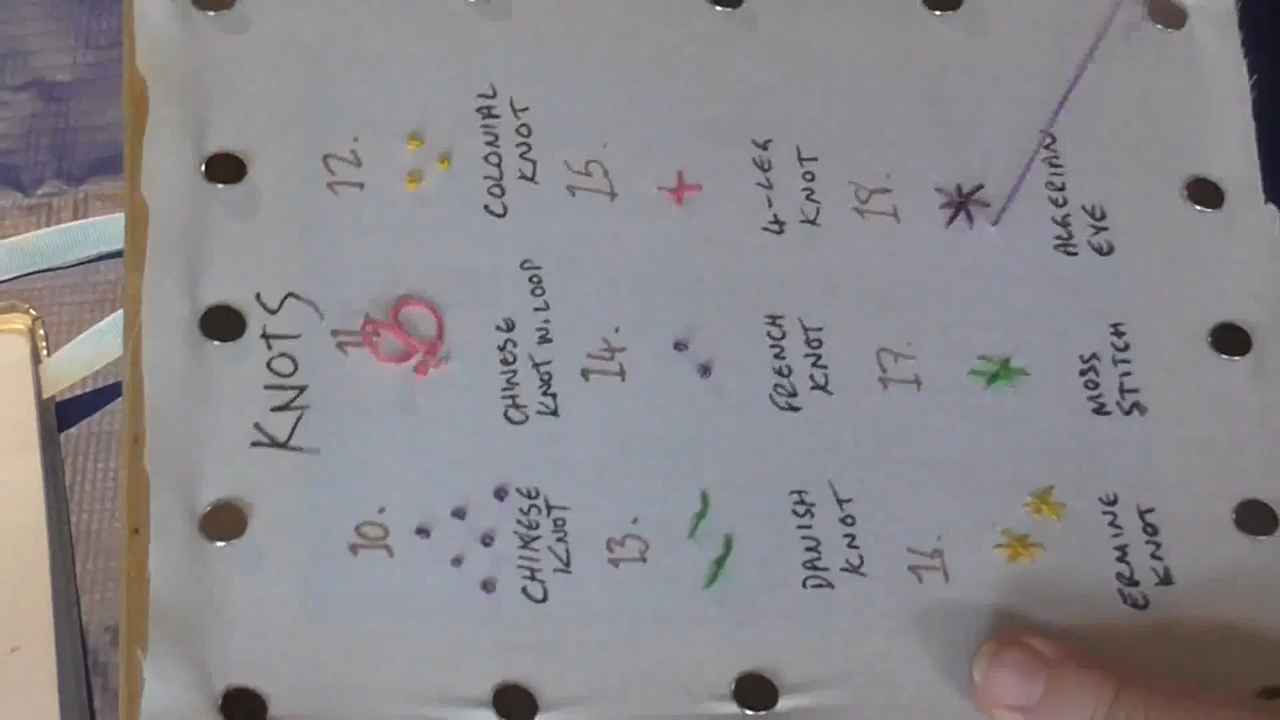 KNOTS
10. 11. 12.
CHINESE KNOT
CHINESE KNOT W. LOOP
COLONIAL KNOT
13. 14. 15.
DANISH KNOT
FRENCH KNOT
4-LEG KNOT
16. 17. 18.
ERMINE KNOT
MOSS STITCH
ALGERIAN EYE